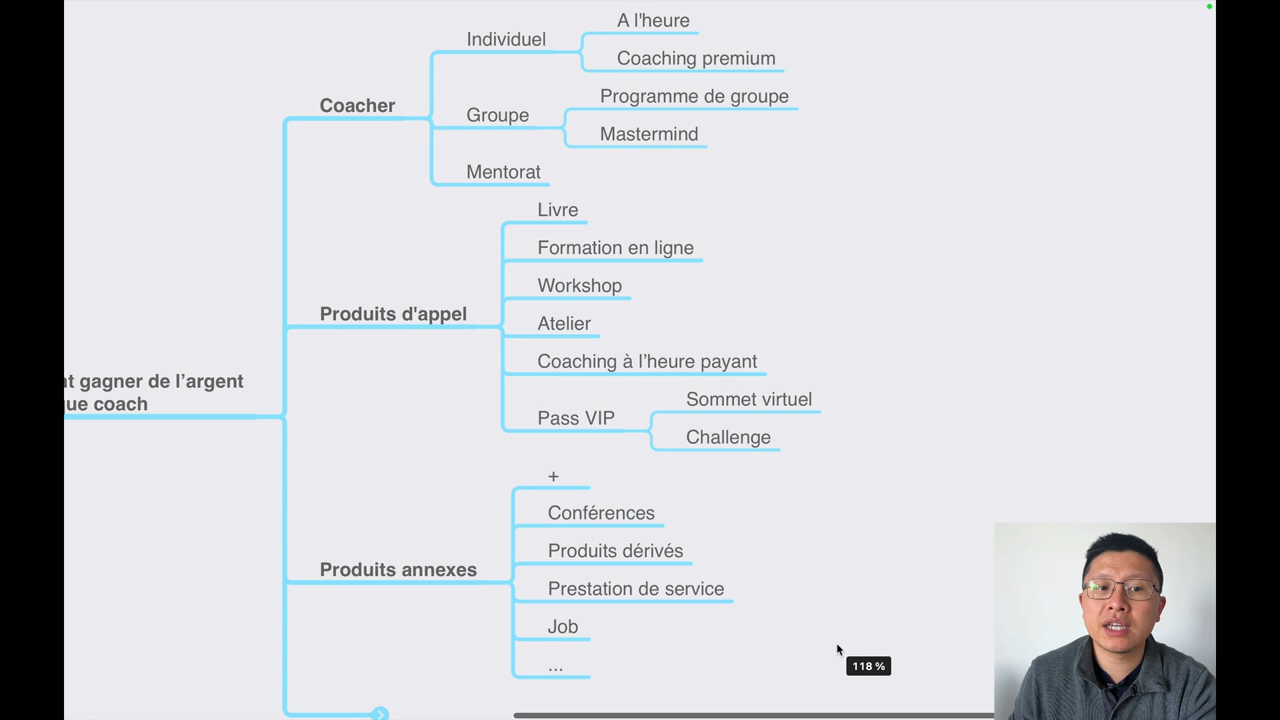 A l'heure
Individuel
Coaching premium
Coacher
Programme de groupe
Groupe
Mastermind
Mentorat
Livre
Formation en ligne
Workshop
Produits d'appel
Atelier
Coaching à l’heure payant
gagner de l’argent
coach
Sommet virtuel
Pass VIP
Challenge
+
Conférences
Produits dérivés
Produits annexes
Prestation de service
Job
...
118 %